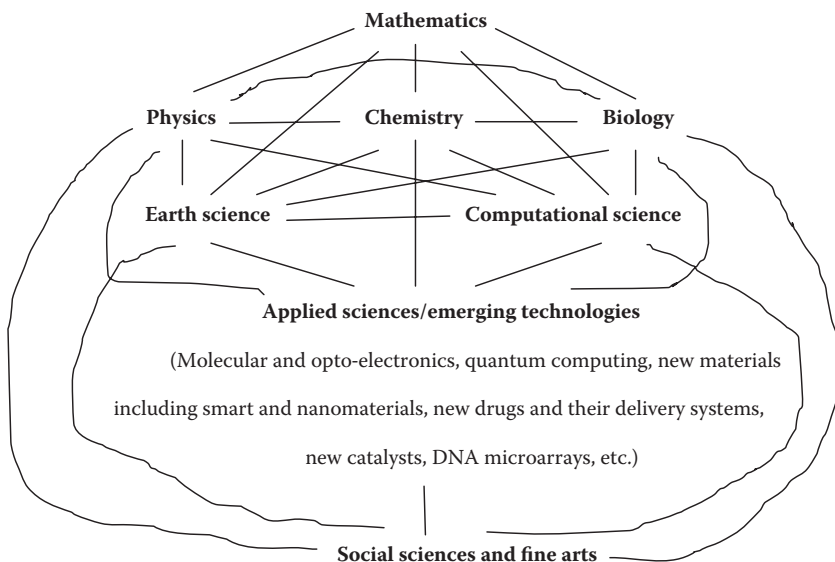 Mathematics
Physics Chemistry Biology
Earth science Computational science
Applied sciences/emerging technologies
(Molecular and opto-electronics, quantum computing, new materials
including smart and nanomaterials, new drugs and their delivery systems,
new catalysts, DNA microarrays, etc.)
Social sciences and fine arts